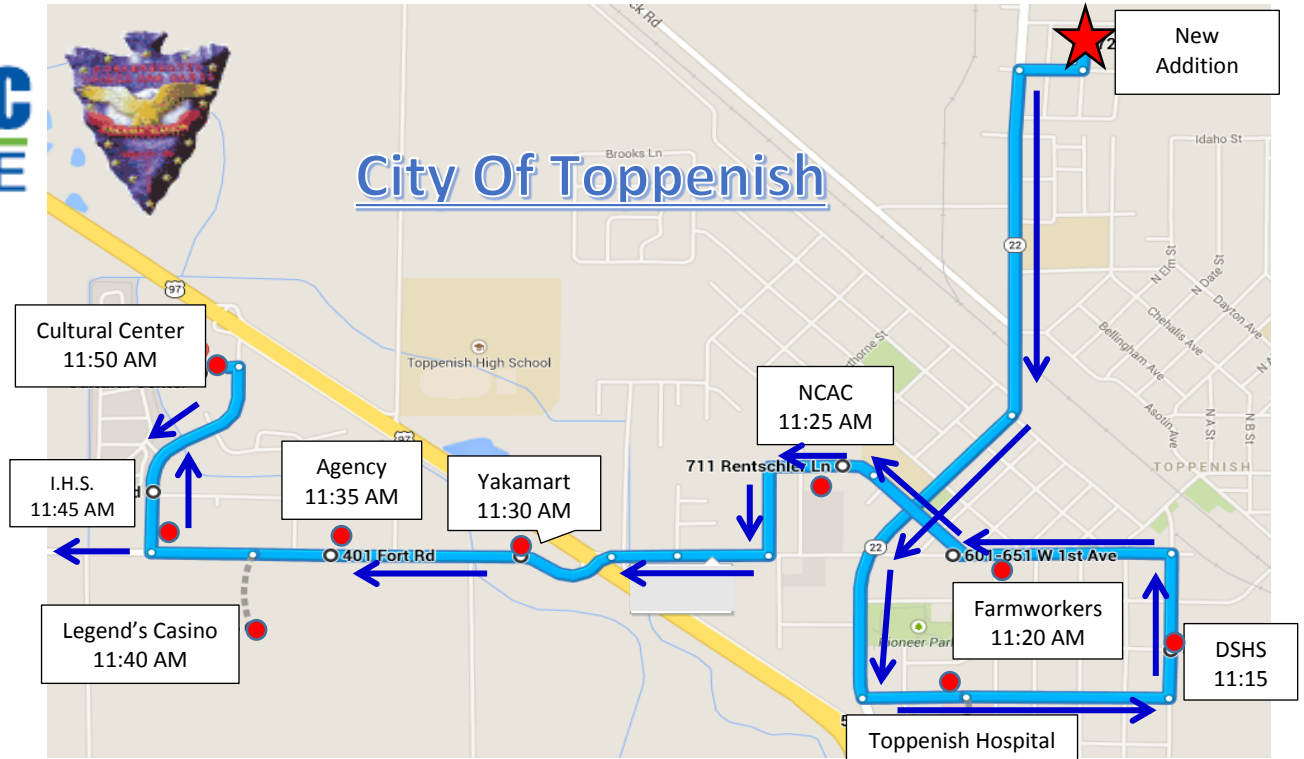 C
E
New
Addition
City Of Toppenish
Brooks Ln
Idaho St
22
N Elm St
N Date St
Dayton Ave
Chehalis Ave
Bellingham Ave
97
Cultural Center
11:50 AM
Toppenish High School
NCAC
11:25 AM
Asotin Ave
N A St
N B St
TOPPENISH
97
Agency
11:35 AM
Yakamart
11:30 AM
711 Rentschler Ln
I.H.S.
11:45 AM
401 Fort Rd
22
601-651 W 1st Ave
Farmworkers
11:20 AM
Pioneer Park
Legend's Casino
11:40 AM
DSHS
11:15
Toppenish Hospital